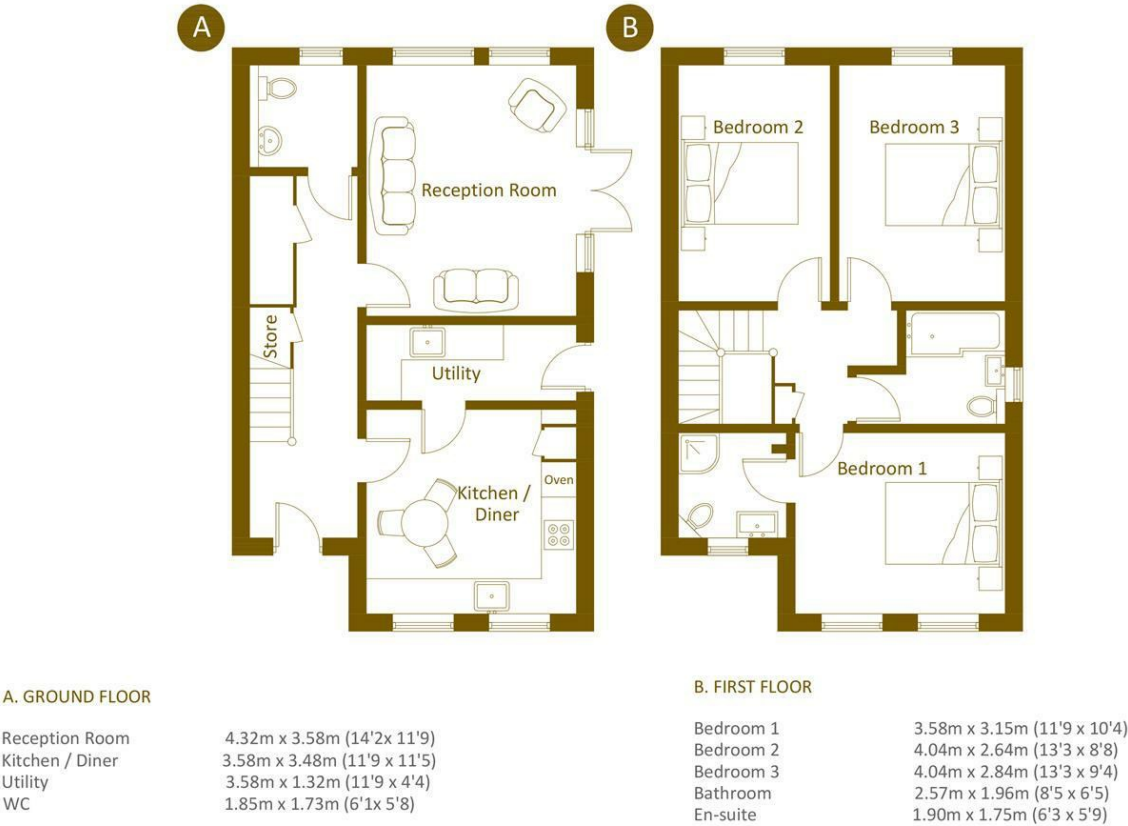 A
B
Bedroom 2
Bedroom 3
Reception Room
Store
Utility
Bedroom 1
Oven
Kitchen /
Diner
A. GROUND FLOOR
Reception Room 4.32m x 3.58m (14'2x 11'9)
Kitchen / Diner 3.58m x 3.48m (11'9 x 11'5)
Utility 3.58m x 1.32m (11'9 x 4'4)
WC 1.85m x 1.73m (6'1x 5'8)
B. FIRST FLOOR
Bedroom 1 3.58m x 3.15m (11'9 x 10'4)
Bedroom 2 4.04m x 2.64m (13'3 x 8'8)
Bedroom 3 4.04m x 2.84m (13'3 x 9'4)
Bathroom 2.57m x 1.96m (8'5 x 6'5)
En-suite 1.90m x 1.75m (6'3 x 5'9)